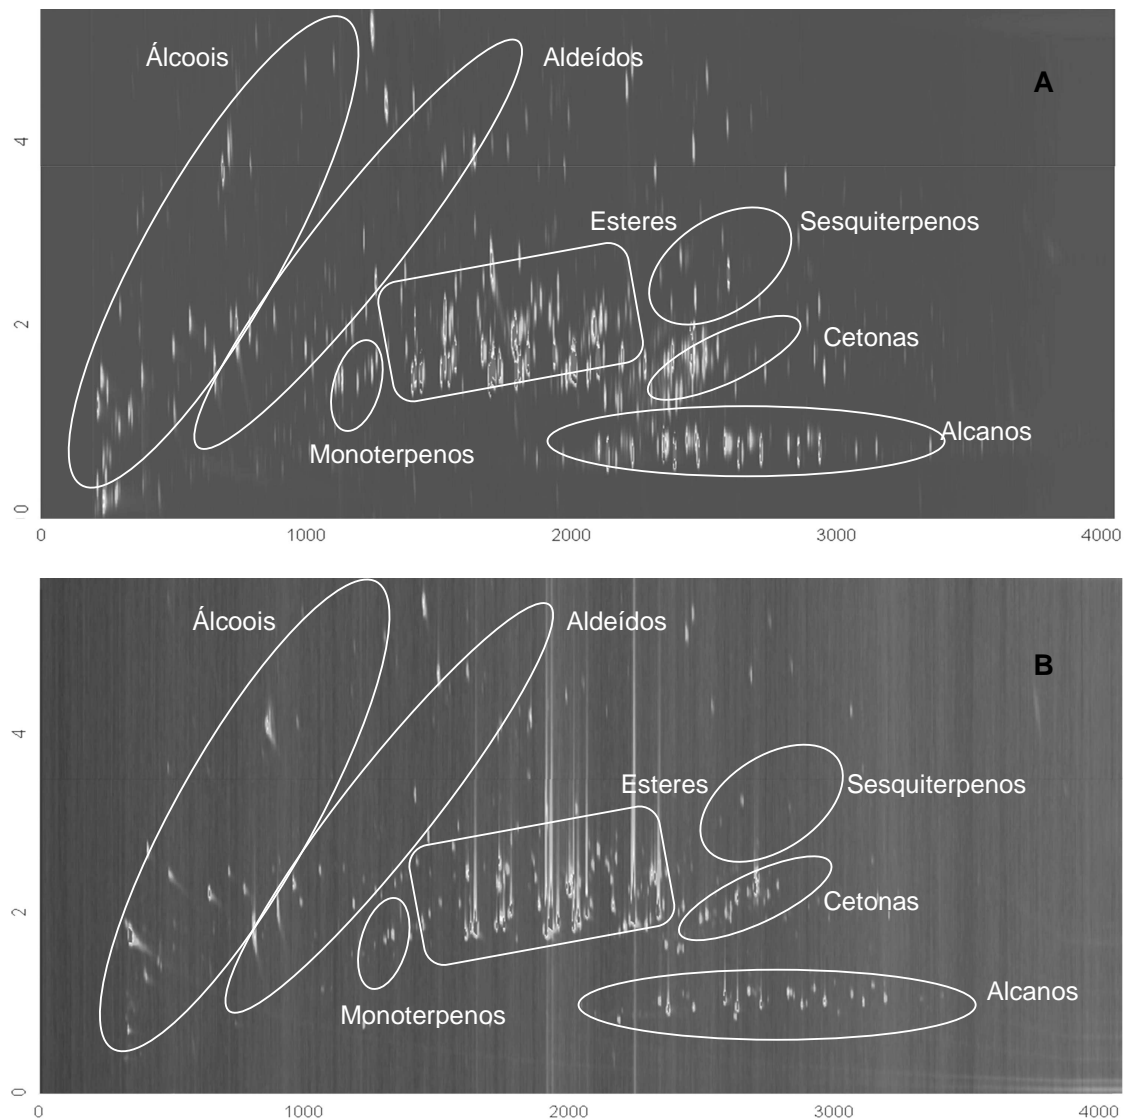 Álcoois
Aldeídos
A
4
Esteres
Sesquiterpenos
2
Cetonas
Monoterpenos
Alcanos
0
0 1000 2000 3000 4000
Álcoois
Aldeídos
B
4
Esteres
Sesquiterpenos
2
Cetonas
Alcanos
Monoterpenos
0
0 1000 2000 3000 4000